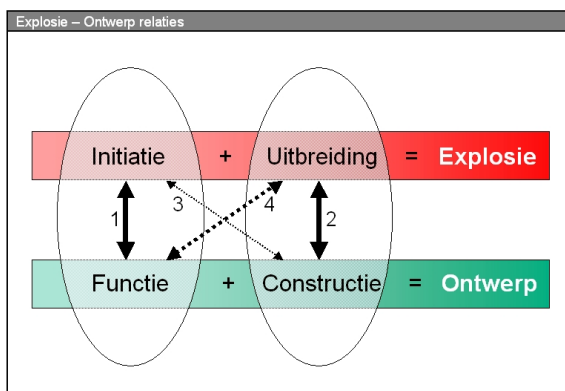 Explosie – Ontwerp relaties
Initiatie + Uitbreiding = Explosie
1 3 4 2
Functie + Constructie = Ontwerp